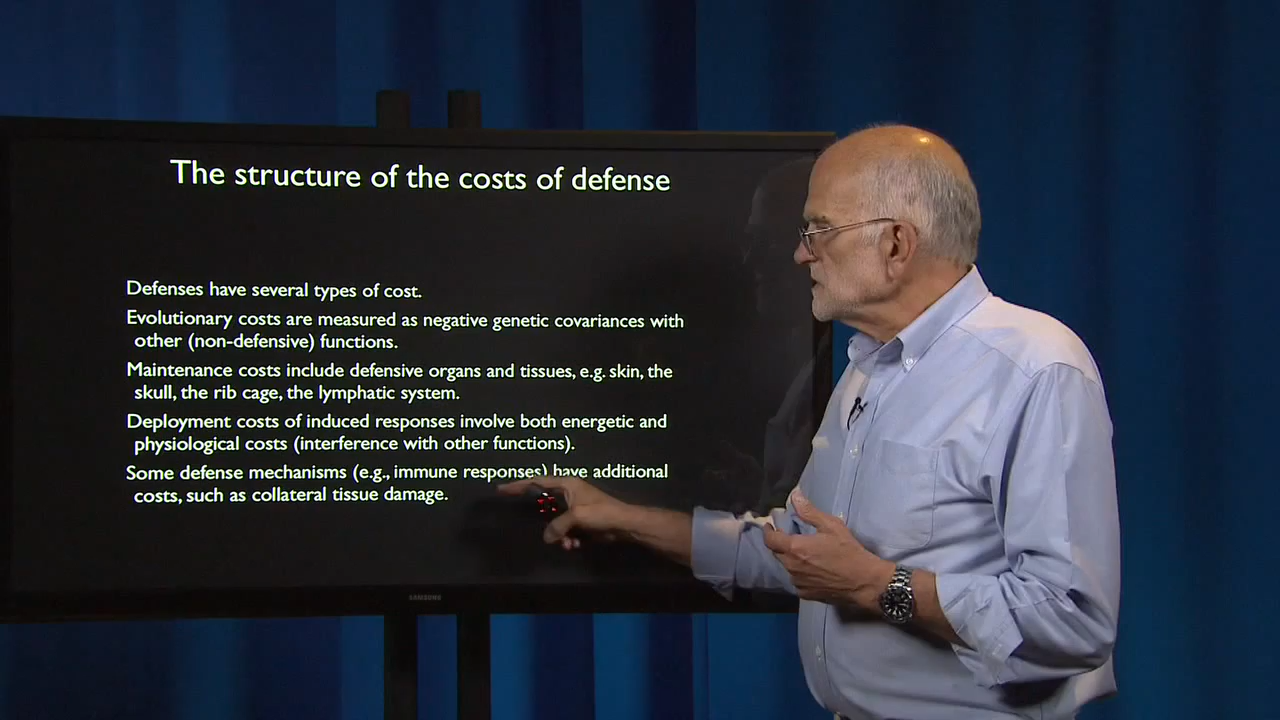 The structure of the costs of defense
Defenses have several types of cost.
Evolutionary costs are measured as negative genetic covariances with
other (non-defensive) functions.
Maintenance costs include defensive organs and tissues, e.g. skin, the
skull, the rib cage, the lymphatic system.
Deployment costs of induced responses involve both energetic and
physiological costs (interference with other functions).
Some defense mechanisms (e.g., immune responses) have additional
costs, such as collateral tissue damage.
SAMSUNG